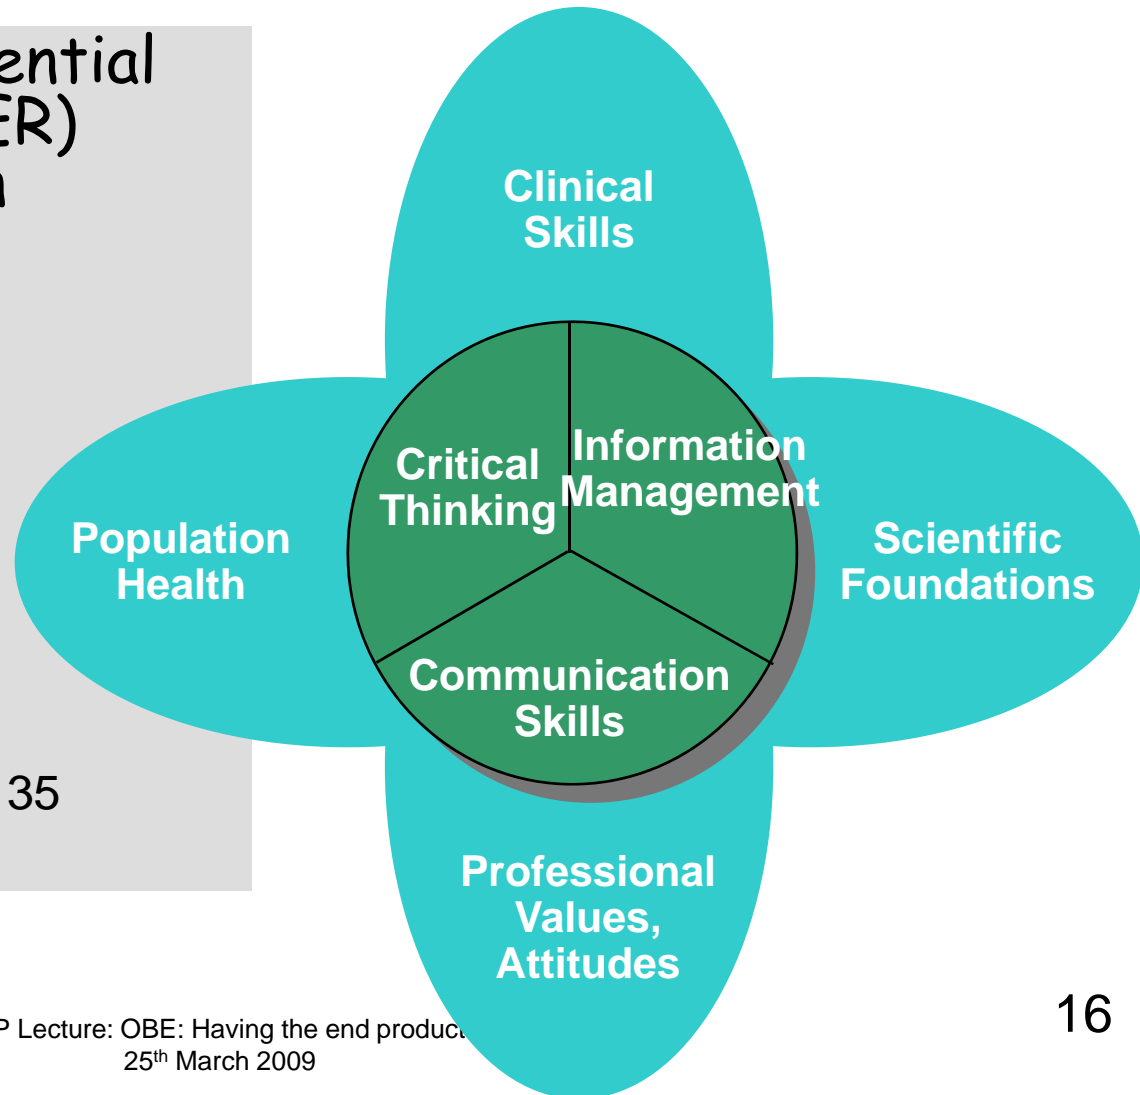 ential
ER)
Clinical
Skills
Critical
Thinking
Information
Management
Population
Health
Scientific
Foundations
Communication
Skills
35
Professional
Values,
Attitudes
P Lecture: OBE: Having the end product
25th March 2009
16